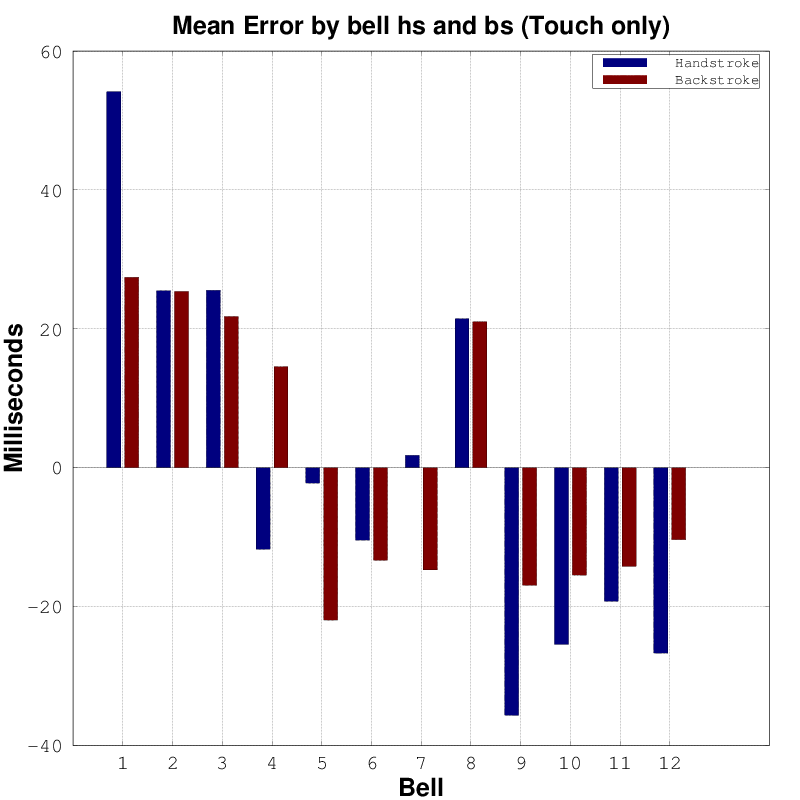 Mean Error by bell hs and bs (Touch only)
Handstroke
Backstroke
60
40
20
0
-20
-40
Milliseconds
1 2 3 4 5 6 7 8 9 10 11 12
Bell